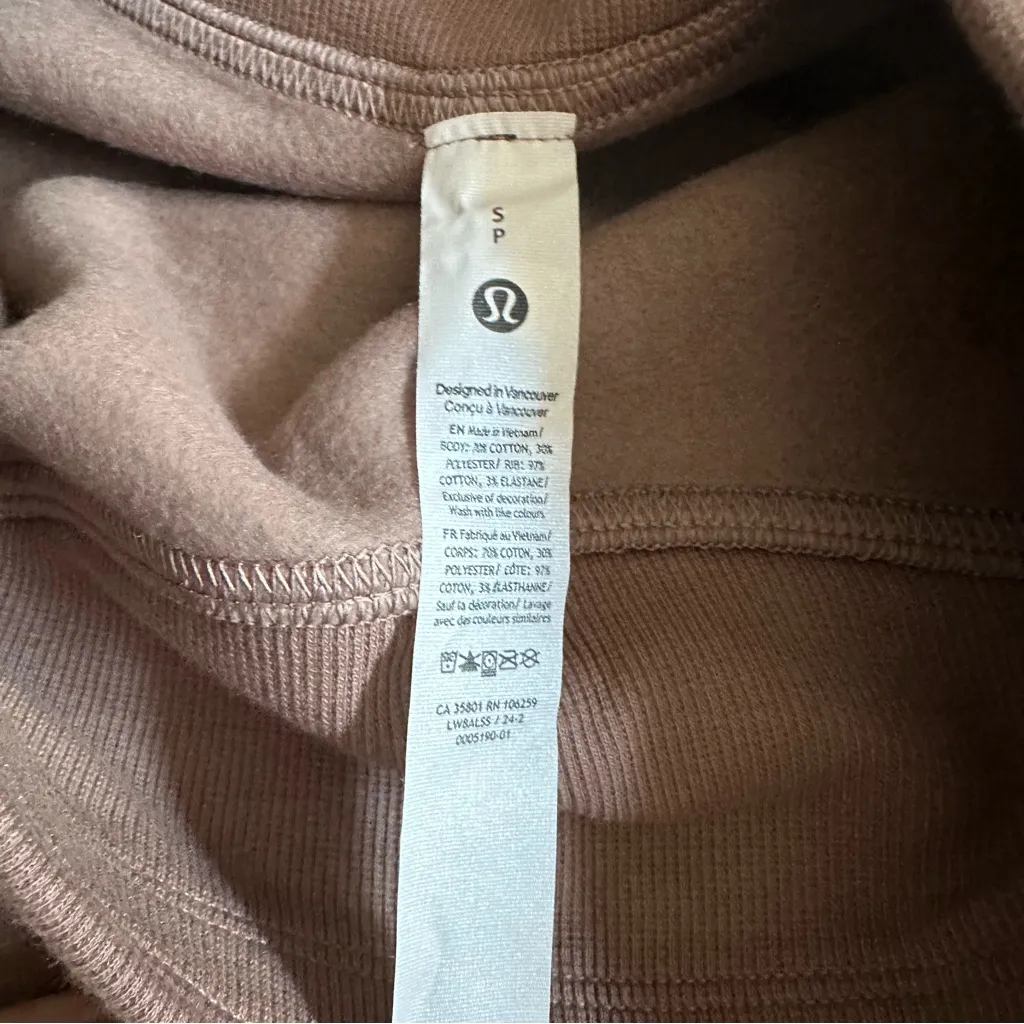 S
P
Designed in Vancouver
Conçu à Vancouver
EN Made in Vietnam/
BODY: 70% COTTON, 30%
POLYESTER/ RIB: 97%
COTTON, 3% ELASTANE/
Exclusive of decoration/
Wash with like colours
FR Fabriqué au Vietnam/
CORPS: 70% COTON, 30%
POLYESTER/ CÔTE: 97%
COTON, 3% ÉLASTHANNE/
Sauf la décoration/ Lavage
avec des couleurs similaires
CA 35801 RN 106259
LW8ALSS / 24-2
0005190-01